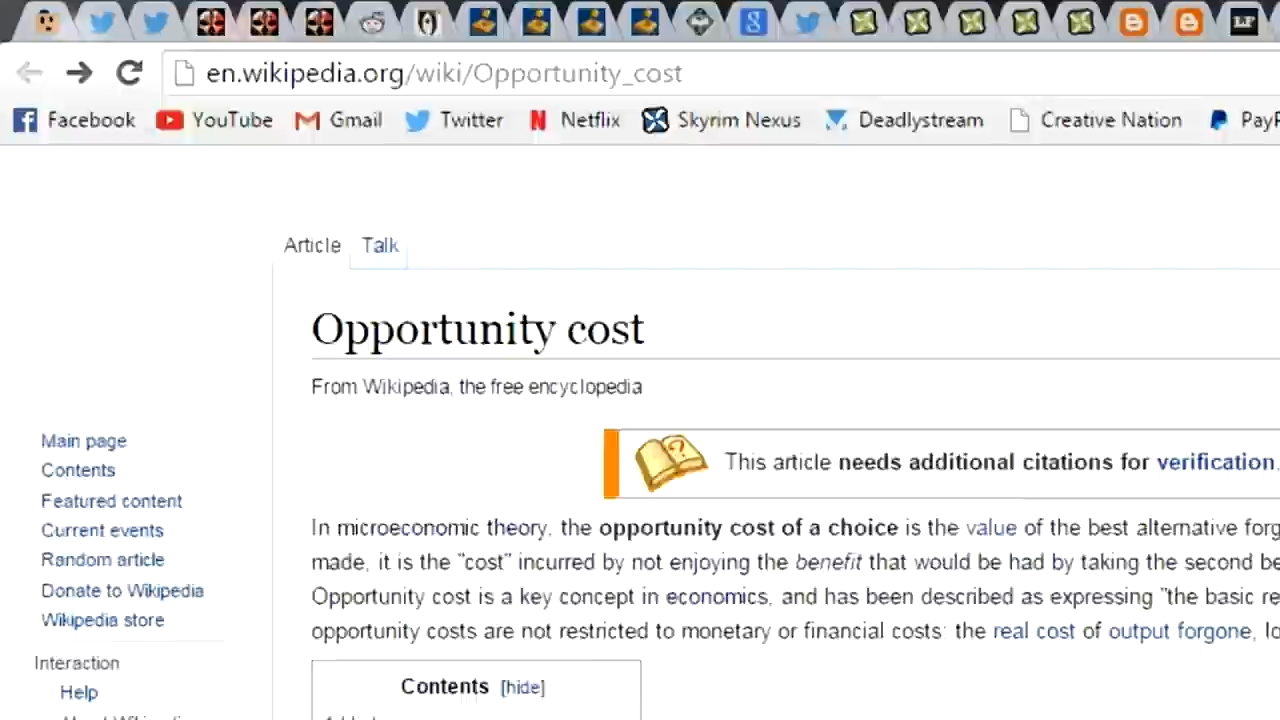 en.wikipedia.org/wiki/Opportunity_cost
Facebook YouTube Gmail Twitter Netflix Skyrim Nexus Deadlystream Creative Nation PayP
Article Talk
Opportunity cost
From Wikipedia, the free encyclopedia
Main page
Contents
Featured content
Current events
Random article
Donate to Wikipedia
Wikipedia store
Interaction
Help
This article needs additional citations for verification.
In microeconomic theory, the opportunity cost of a choice is the value of the best alternative forg
made, it is the "cost" incurred by not enjoying the benefit that would be had by taking the second be
Opportunity cost is a key concept in economics, and has been described as expressing "the basic re
opportunity costs are not restricted to monetary or financial costs: the real cost of output forgone, lo
Contents [hide]